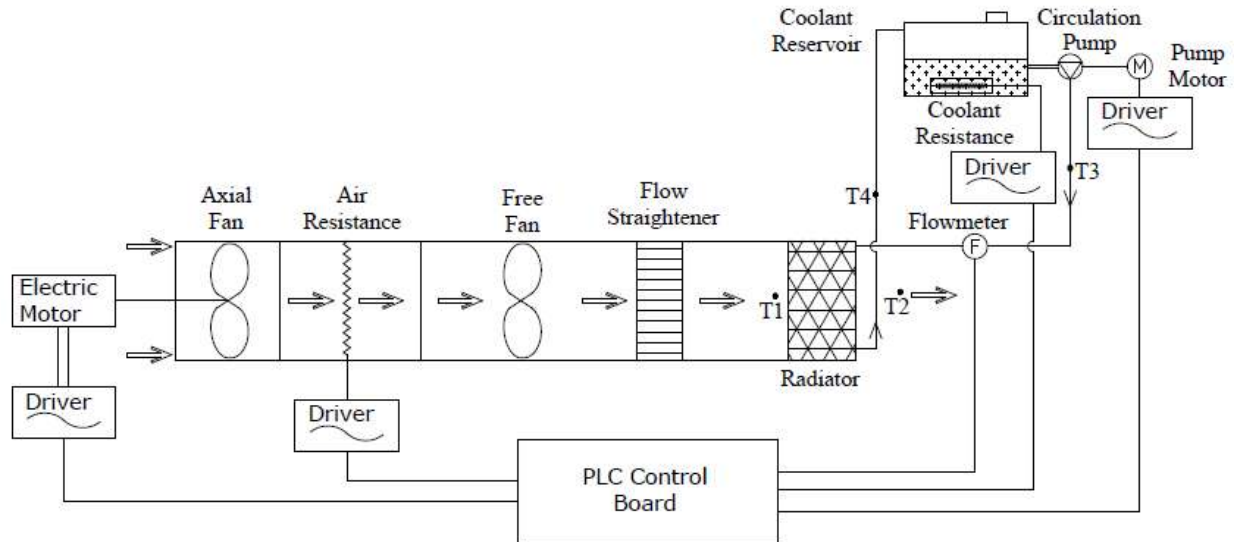 Coolant
Reservoir
Circulation
Pump
Pump
Motor
M
Driver
Coolant
Resistance
Driver
T3
T4
Flowmeter
F
Axial
Fan
Air
Resistance
Free
Fan
Flow
Straightener
Electric
Motor
T1
T2
Radiator
Driver
Driver
PLC Control
Board